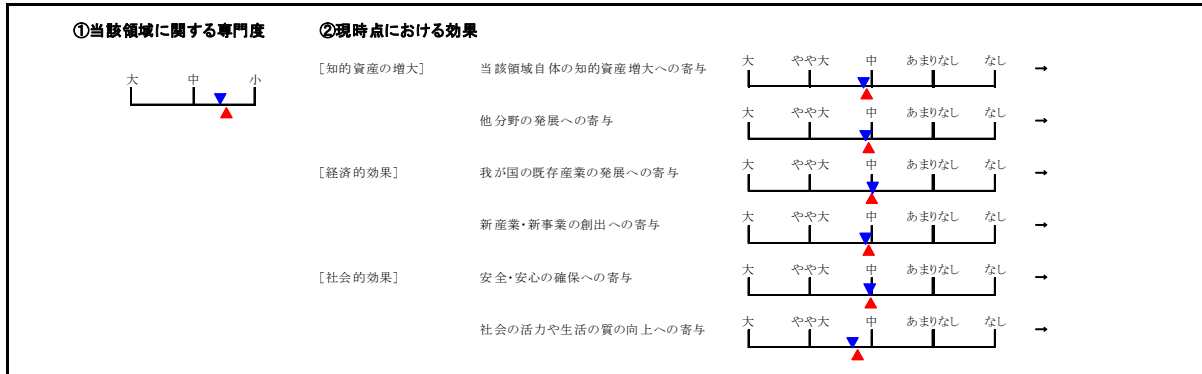 ①当該領域に関する専門度 ②現時点における効果
大 中 小
[知的資産の増大] 当該領域自体の知的資産増大への寄与 大 やや大 中 あまりなし なし →
他分野の発展への寄与 大 やや大 中 あまりなし なし →
[経済的効果] 我が国の既存産業の発展への寄与 大 やや大 中 あまりなし なし →
新産業・新事業の創出への寄与 大 やや大 中 あまりなし なし →
[社会的効果] 安全・安心の確保への寄与 大 やや大 中 あまりなし なし →
社会の活力や生活の質の向上への寄与 大 やや大 中 あまりなし なし →